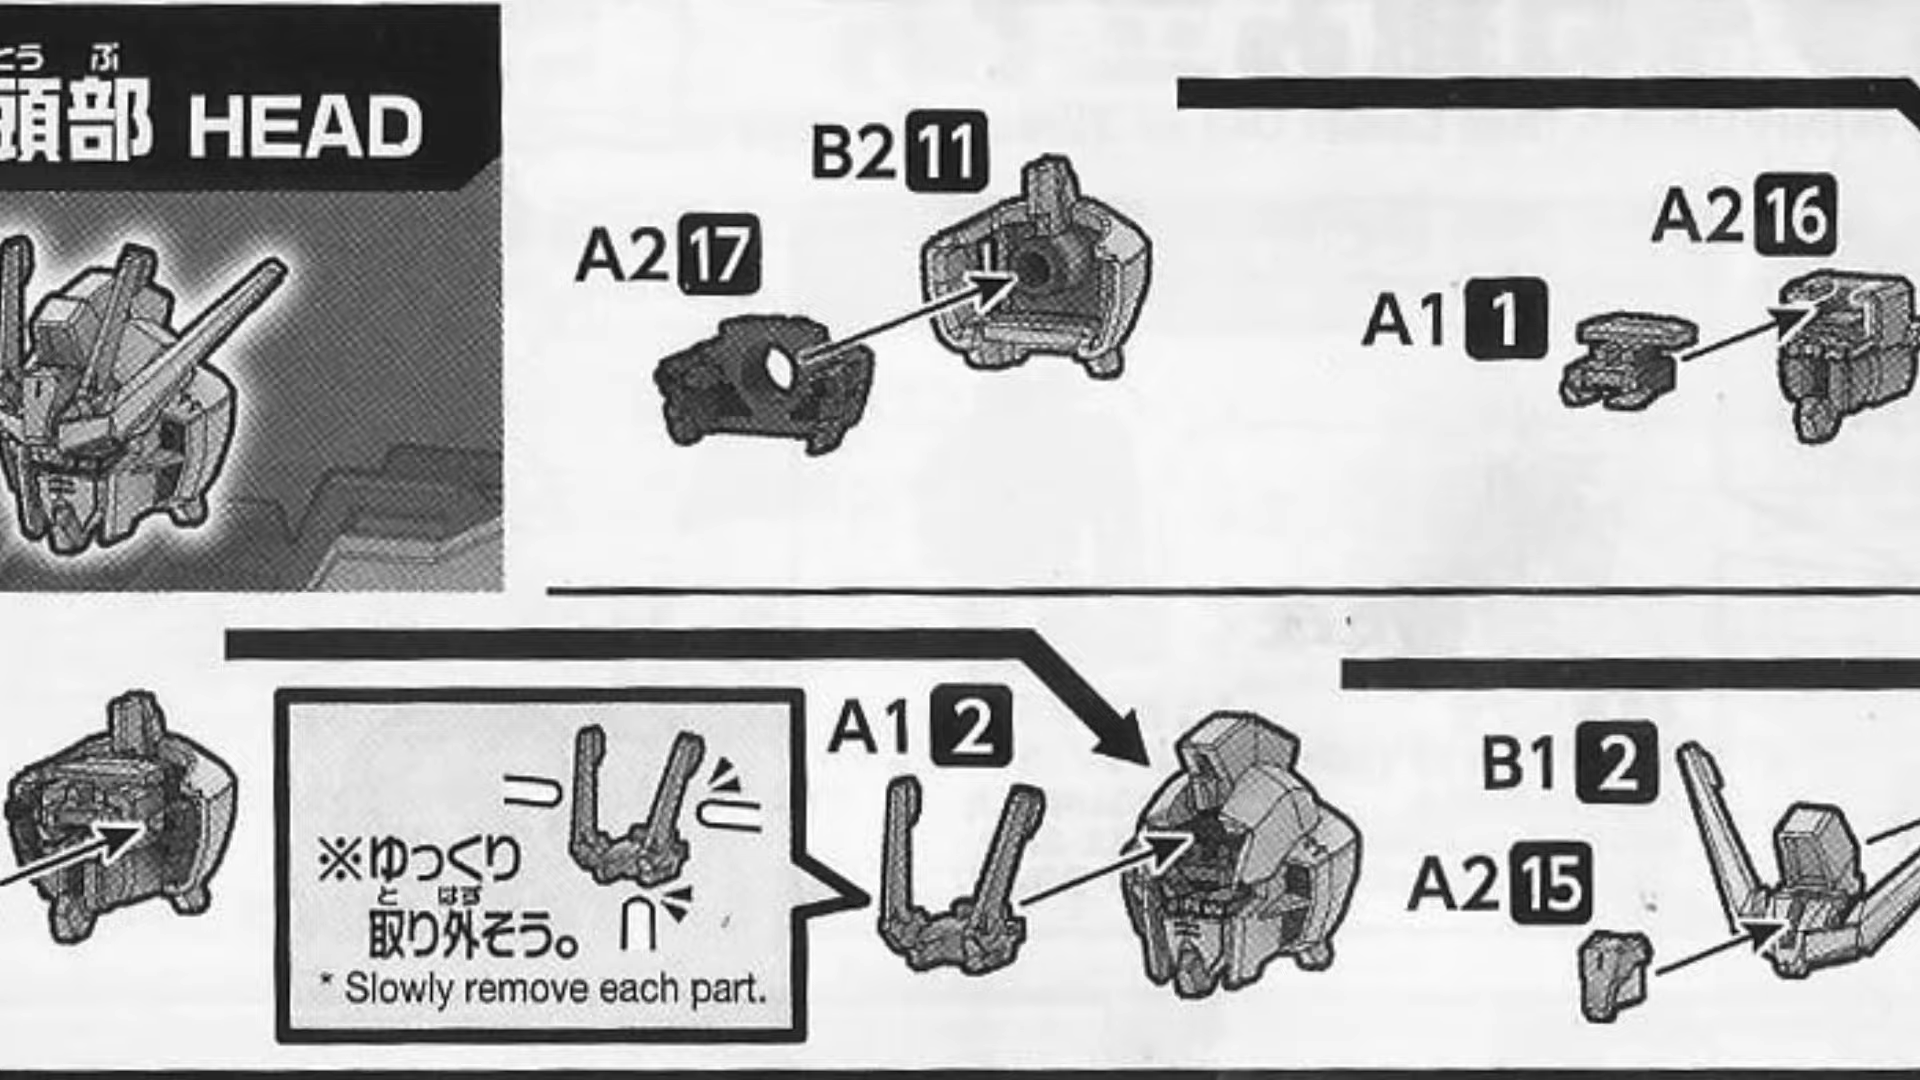 とうぶ
頭部 HEAD
B2 11
A2 17
A2 16
A1 1
A1 2
※ゆっくり
と はず
取り外そう。
* Slowly remove each part.
B1 2
A2 15